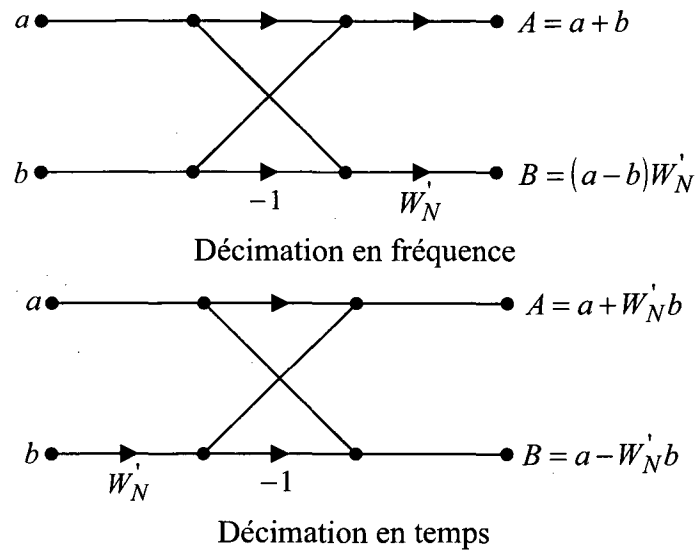 a A = a + b
b B = (a − b)W'_N
−1 W'_N
Décimation en fréquence
a A = a + W'_N b
b B = a − W'_N b
W'_N −1
Décimation en temps